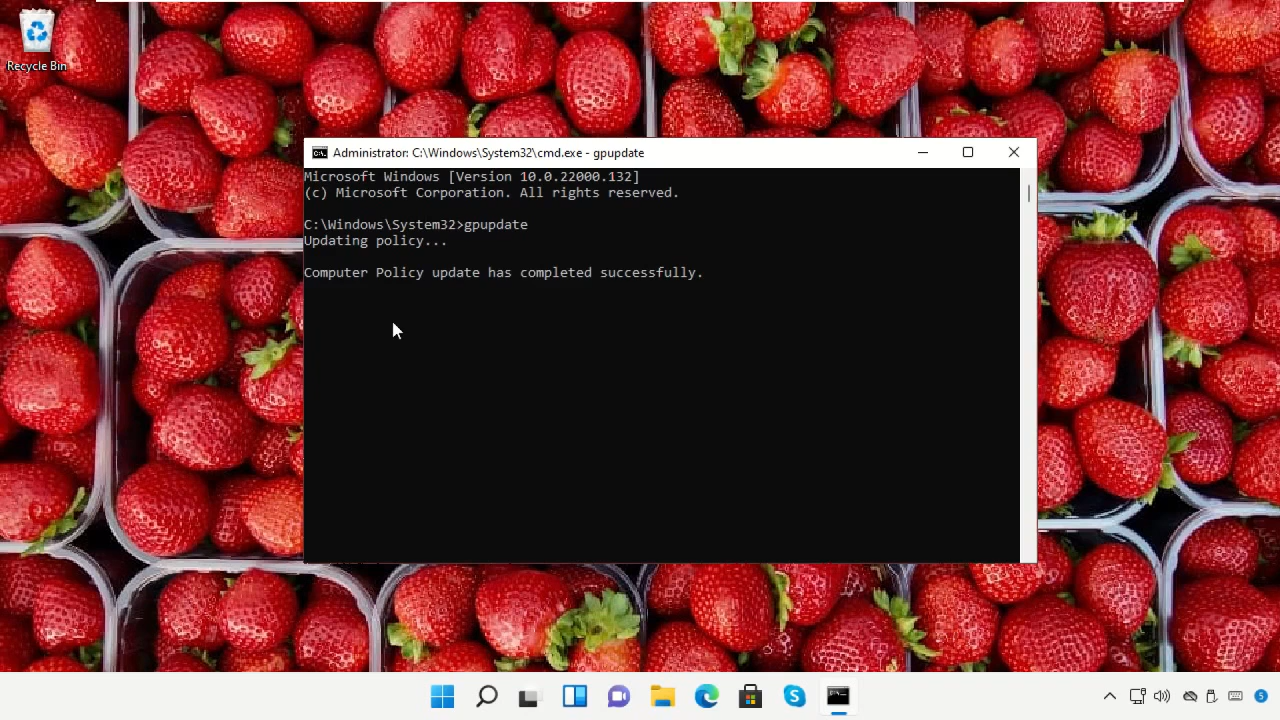 Recycle Bin
Administrator: C:\Windows\System32\cmd.exe - gpupdate
Microsoft Windows [Version 10.0.22000.132]
(c) Microsoft Corporation. All rights reserved.
C:\Windows\System32>gpupdate
Updating policy...
Computer Policy update has completed successfully.
5